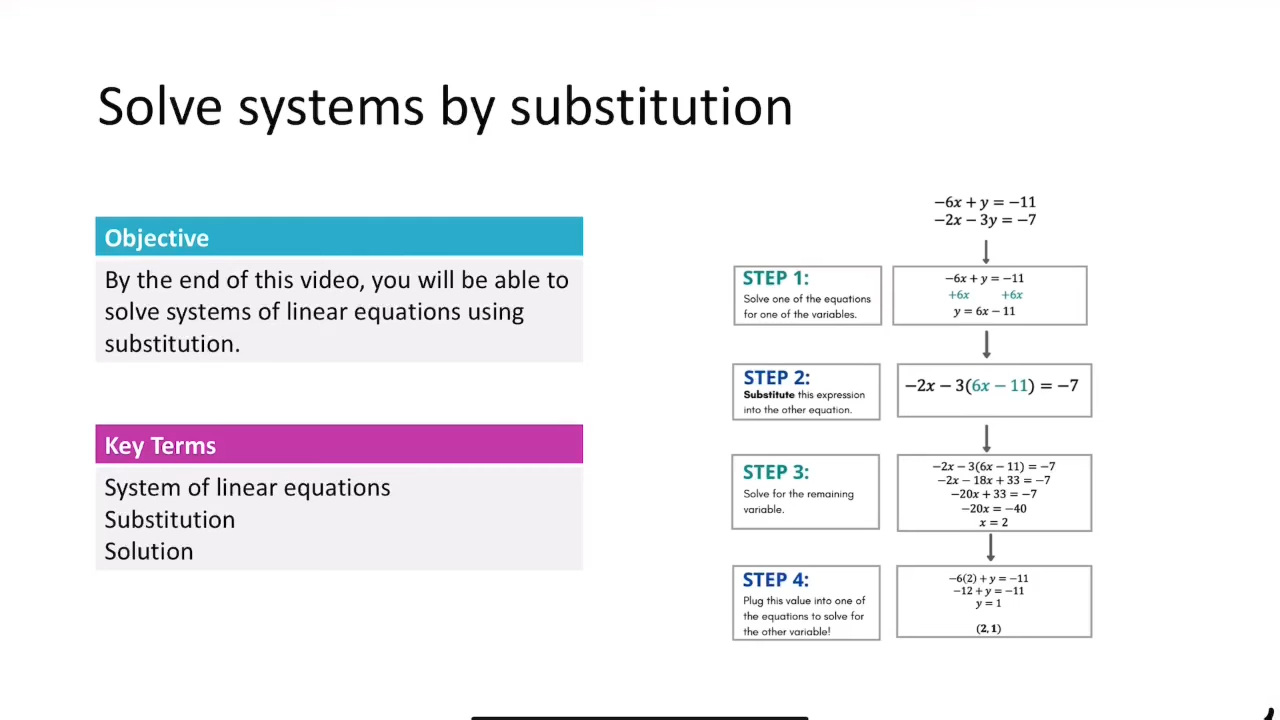 Solve systems by substitution
Objective
By the end of this video, you will be able to
solve systems of linear equations using
substitution.
Key Terms
System of linear equations
Substitution
Solution
−6x + y = −11
−2x − 3y = −7
STEP 1:
Solve one of the equations
for one of the variables.
−6x + y = −11
+6x +6x
y = 6x − 11
STEP 2:
Substitute this expression
into the other equation.
−2x − 3(6x − 11) = −7
STEP 3:
Solve for the remaining
variable.
−2x − 3(6x − 11) = −7
−2x − 18x + 33 = −7
−20x + 33 = −7
−20x = −40
x = 2
STEP 4:
Plug this value into one of
the equations to solve for
the other variable!
−6(2) + y = −11
−12 + y = −11
y = 1
(2, 1)